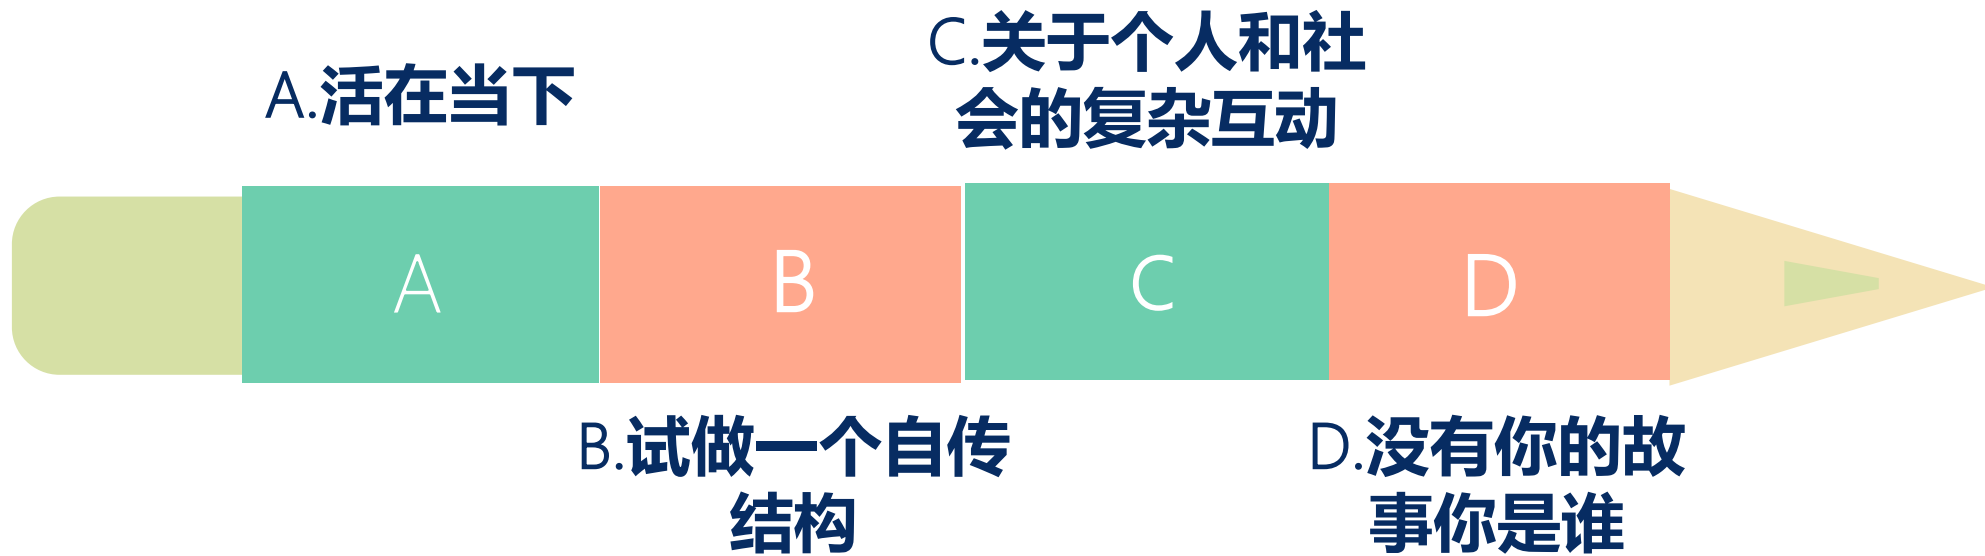 A.活在当下
C.关于个人和社
会的复杂互动
A
B
C
D
B.试做一个自传
结构
D.没有你的故
事你是谁